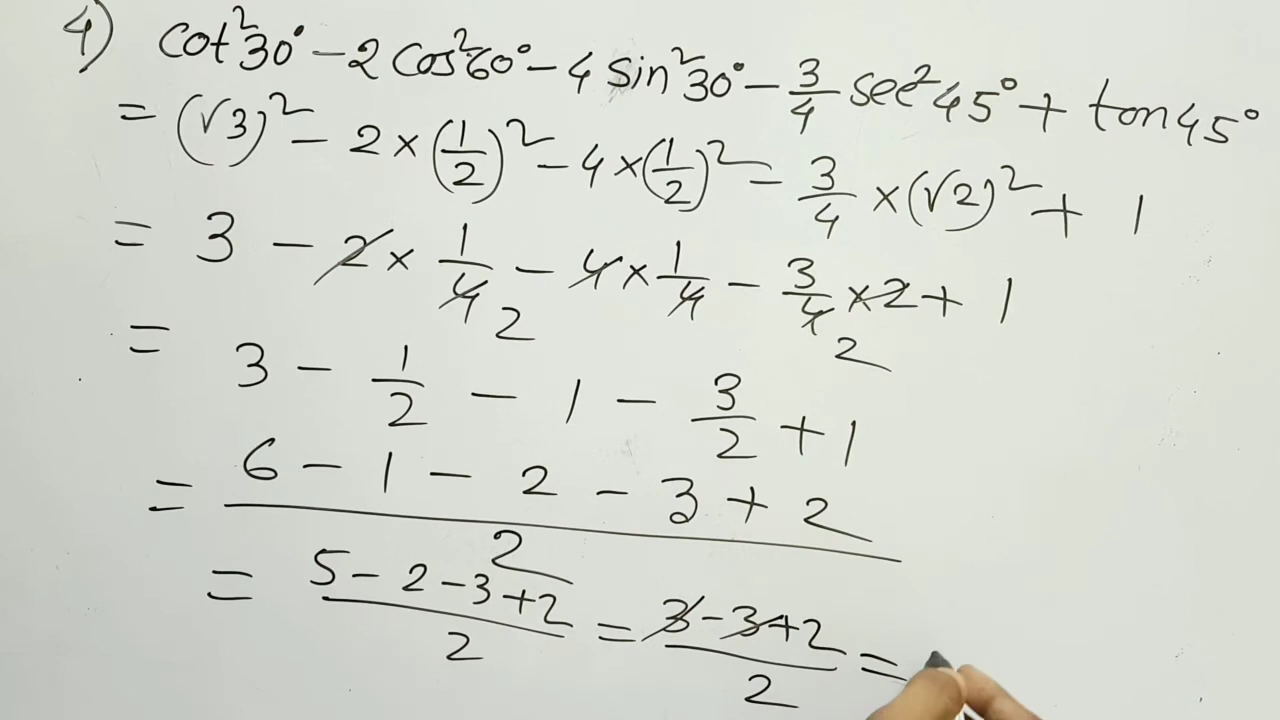 4) cot²30° - 2 cos²60° - 4 sin²30° - 3/4 sec²45° + tan45°
= (√3)² - 2 × (1/2)² - 4 × (1/2)² - 3/4 × (√2)² + 1
= 3 - 2 × 1/4 2 - 4 × 1/4 - 3/4 2 × 2 + 1
= 3 - 1/2 - 1 - 3/2 + 1
= 6 - 1 - 2 - 3 + 2 / 2
= 5 - 2 - 3 + 2 / 2 = 3 - 3 + 2 / 2 =